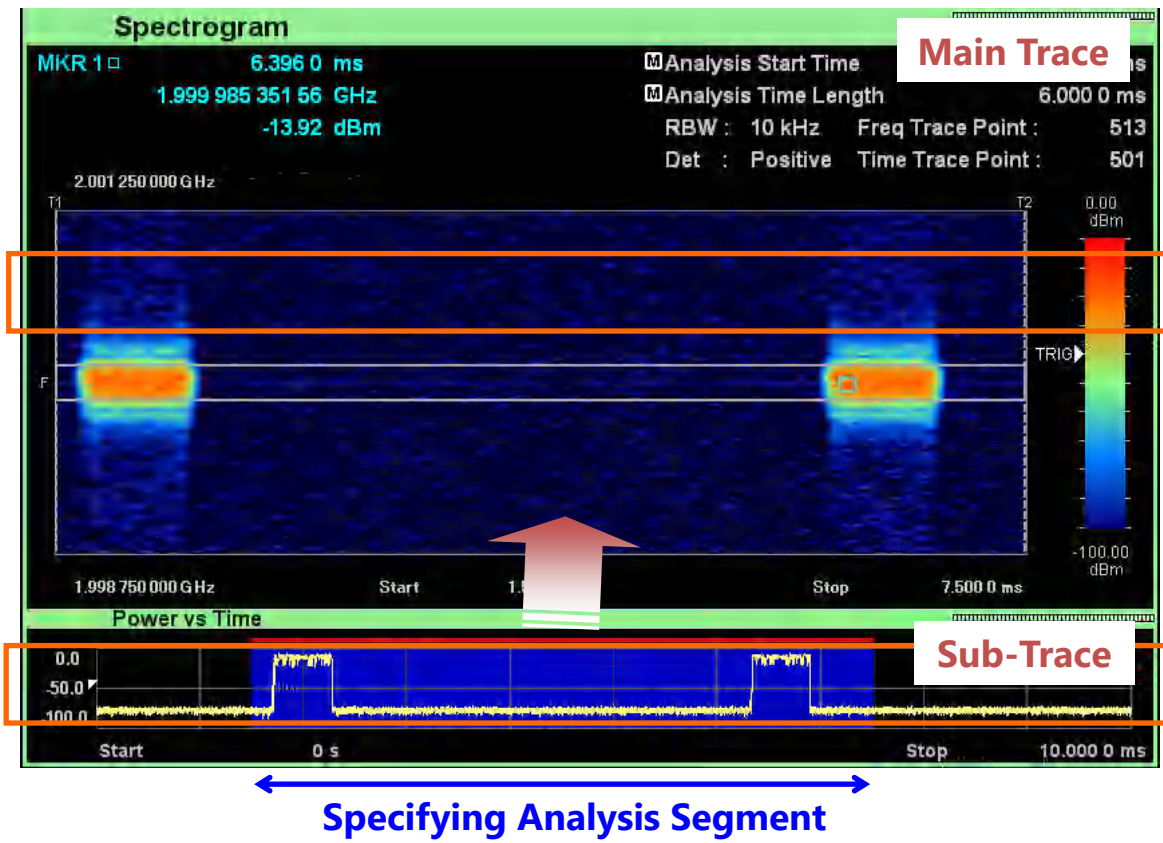 Spectrogram
Main Trace
MKR 1 6.396 0 ms
1.999 985 351 56 GHz
-13.92 dBm
M Analysis Start Time
M Analysis Time Length 6.000 0 ms
RBW : 10 kHz Freq Trace Point : 513
Det : Positive Time Trace Point : 501
2.001 250 000 GHz
T1
T2
0.00
dBm
TRIG
F
-100.00
dBm
1.998 750 000 GHz Start Stop 7.500 0 ms
Power vs Time
Sub-Trace
0.0
-50.0
-100.0
Start 0 s Stop 10.000 0 ms
Specifying Analysis Segment